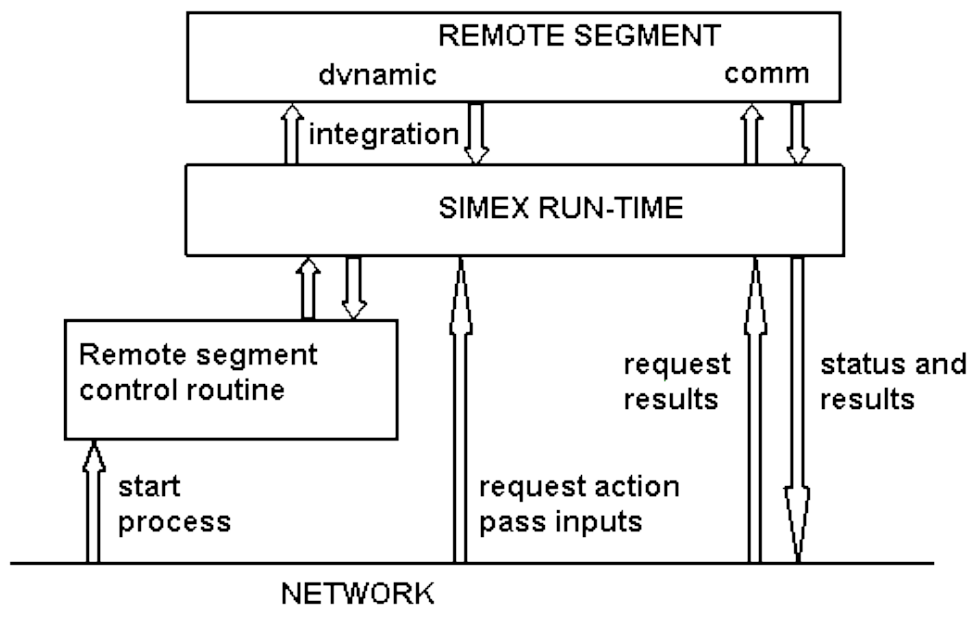 REMOTE SEGMENT
dvnamic comm
integration
SIMEX RUN-TIME
Remote segment
control routine
request
results
status and
results
start
process
request action
pass inputs
NETWORK